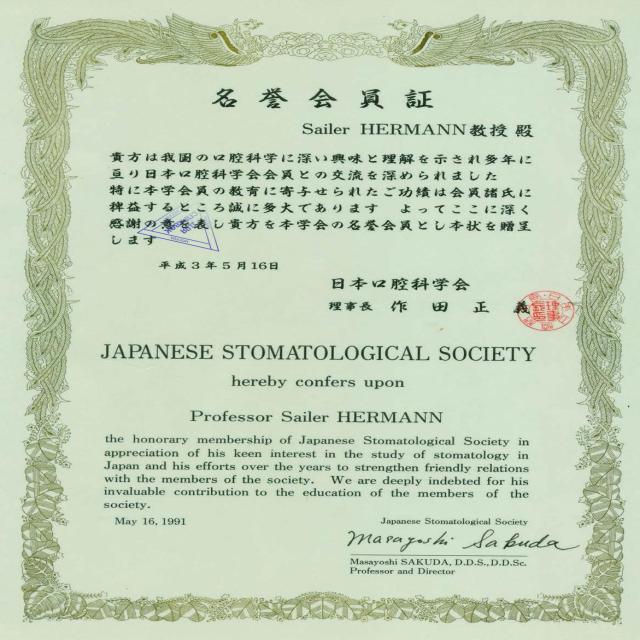 名誉会員証
Sailer HERMANN教授 殿
貴方は我国の口腔科学に深い興味と理解を示され多年に
亘り日本口腔科学会会員との交流を深められました
特に本学会員の教育に寄与せられたご功績は会員諸氏に
稗益するところ誠に多大であります よってここに深く
感謝の意を表し貴方を本学会の名誉会員とし本状を贈呈
します
平成3年5月16日
日本口腔科学会
理事長 作田正義
JAPANESE STOMATOLOGICAL SOCIETY
hereby confers upon
Professor Sailer HERMANN
the honorary membership of Japanese Stomatological Society in
appreciation of his keen interest in the study of stomatology in
Japan and his efforts over the years to strengthen friendly relations
with the members of the society. We are deeply indebted for his
invaluable contribution to the education of the members of the
society.
May 16, 1991
Japanese Stomatological Society
Masayoshi Sakuda
Masayoshi SAKUDA, D.D.S., D.D.Sc.
Professor and Director